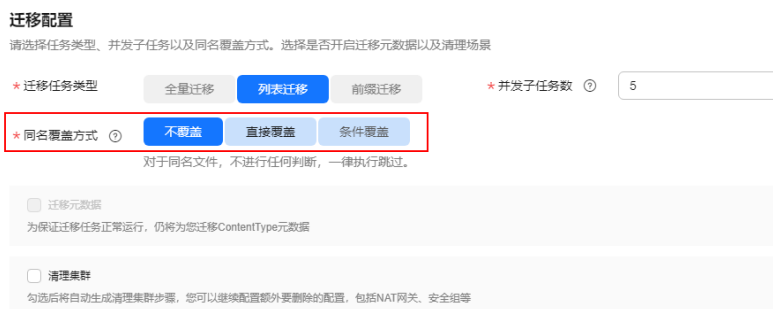 迁移配置
请选择任务类型、并发子任务以及同名覆盖方式。选择是否开启迁移元数据以及清理场景
* 迁移任务类型 全量迁移 列表迁移 前缀迁移 * 并发子任务数 ? 5
* 同名覆盖方式 ? 不覆盖 直接覆盖 条件覆盖
对于同名文件，不进行任何判断，一律执行跳过。
迁移元数据
为保证迁移任务正常运行，仍将为您迁移ContentType元数据
清理集群
勾选后将自动生成清理集群步骤，您可以继续配置额外要删除的配置，包括NAT网关、安全组等